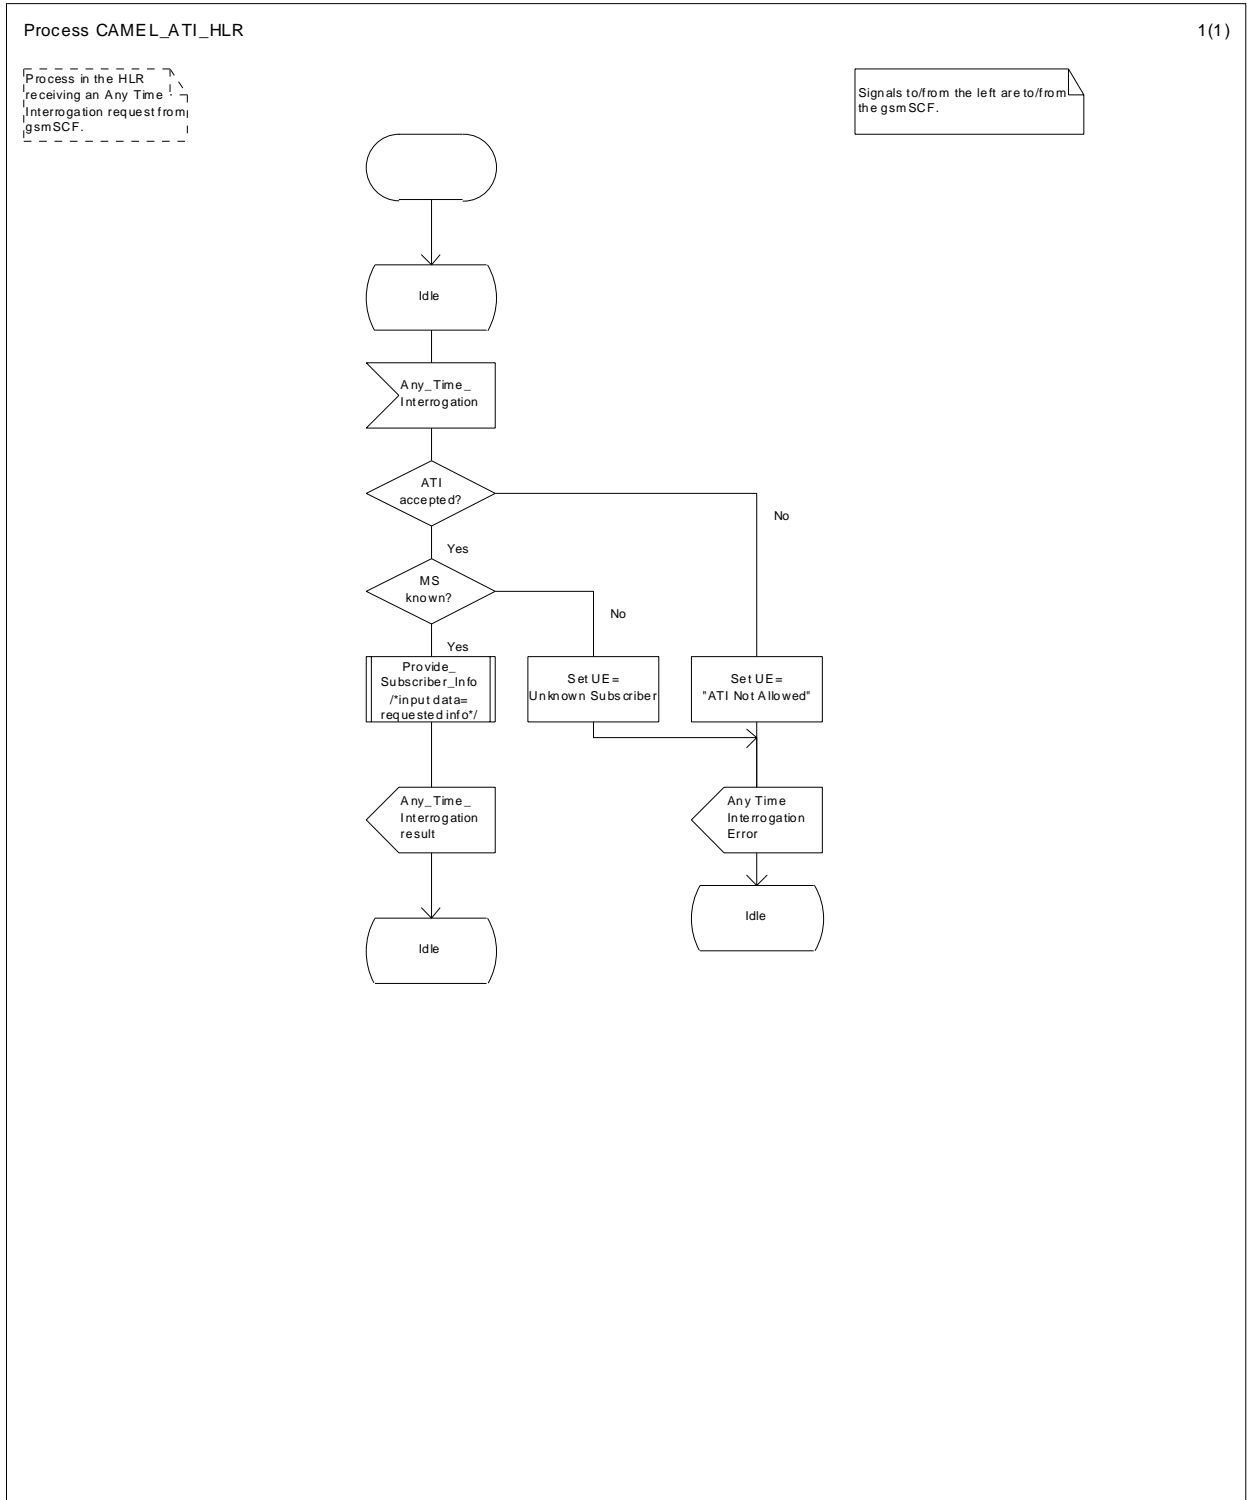 Process CAMEL_ATI_HLR
1(1)
Process in the HLR
receiving an Any Time
Interrogation request from
gsmSCF.
Signals to/from the left are to/from
the gsmSCF.
Idle
Any_Time_
Interrogation
ATI
accepted?
No
Yes
MS
known?
No
Yes
Provide_
Subscriber_Info
/*input data=
requested info*/
Set UE=
Unknown Subscriber
Set UE=
"ATI Not Allowed"
Any_Time_
Interrogation
result
Any Time
Interrogation
Error
Idle
Idle